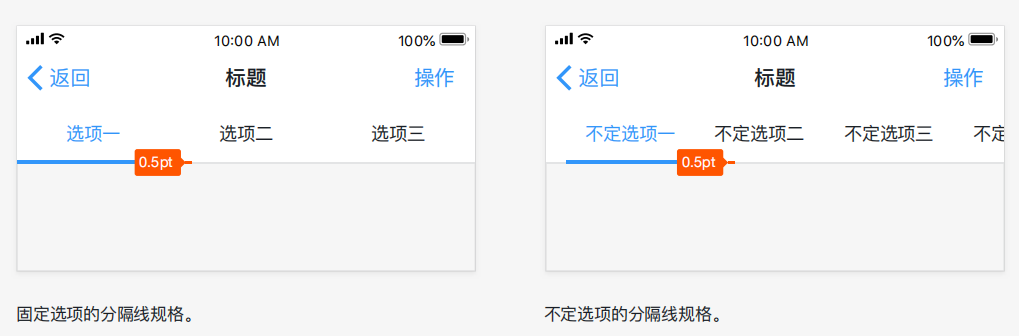 10:00 AM 100%
返回 标题 操作
选项一 选项二 选项三
0.5pt
固定选项的分隔线规格。
10:00 AM 100%
返回 标题 操作
不定选项一 不定选项二 不定选项三 不定
0.5pt
不定选项的分隔线规格。